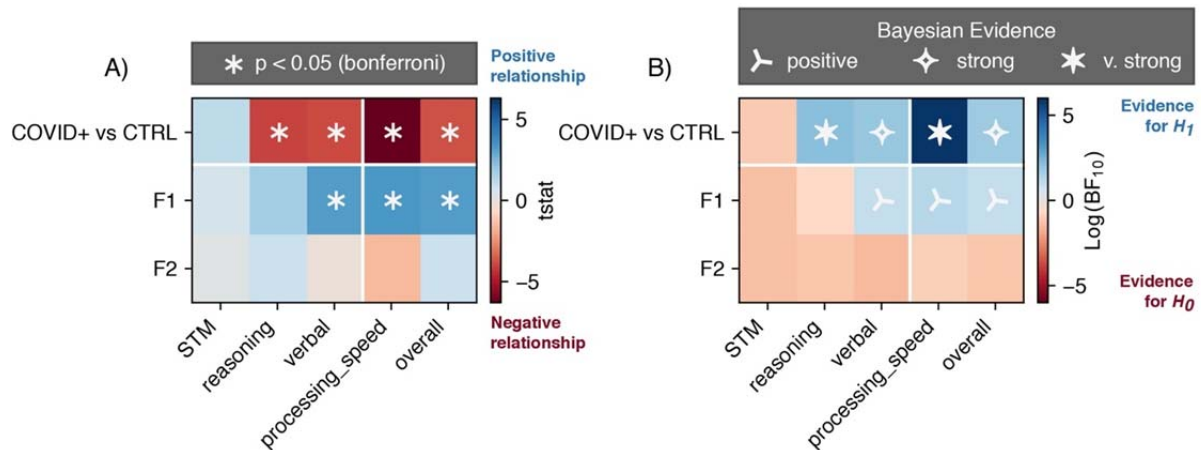 A)
p < 0.05 (bonferroni)
Positive
relationship
COVID+ vs CTRL
F1
F2
5
0
−5
tstat
Negative
relationship
STM
reasoning
verbal
processing_speed
overall
B)
Bayesian Evidence
positive strong v. strong
Evidence
for H1
COVID+ vs CTRL
F1
F2
5
0
−5
Log(BF10)
Evidence
for H0
STM
reasoning
verbal
processing_speed
overall